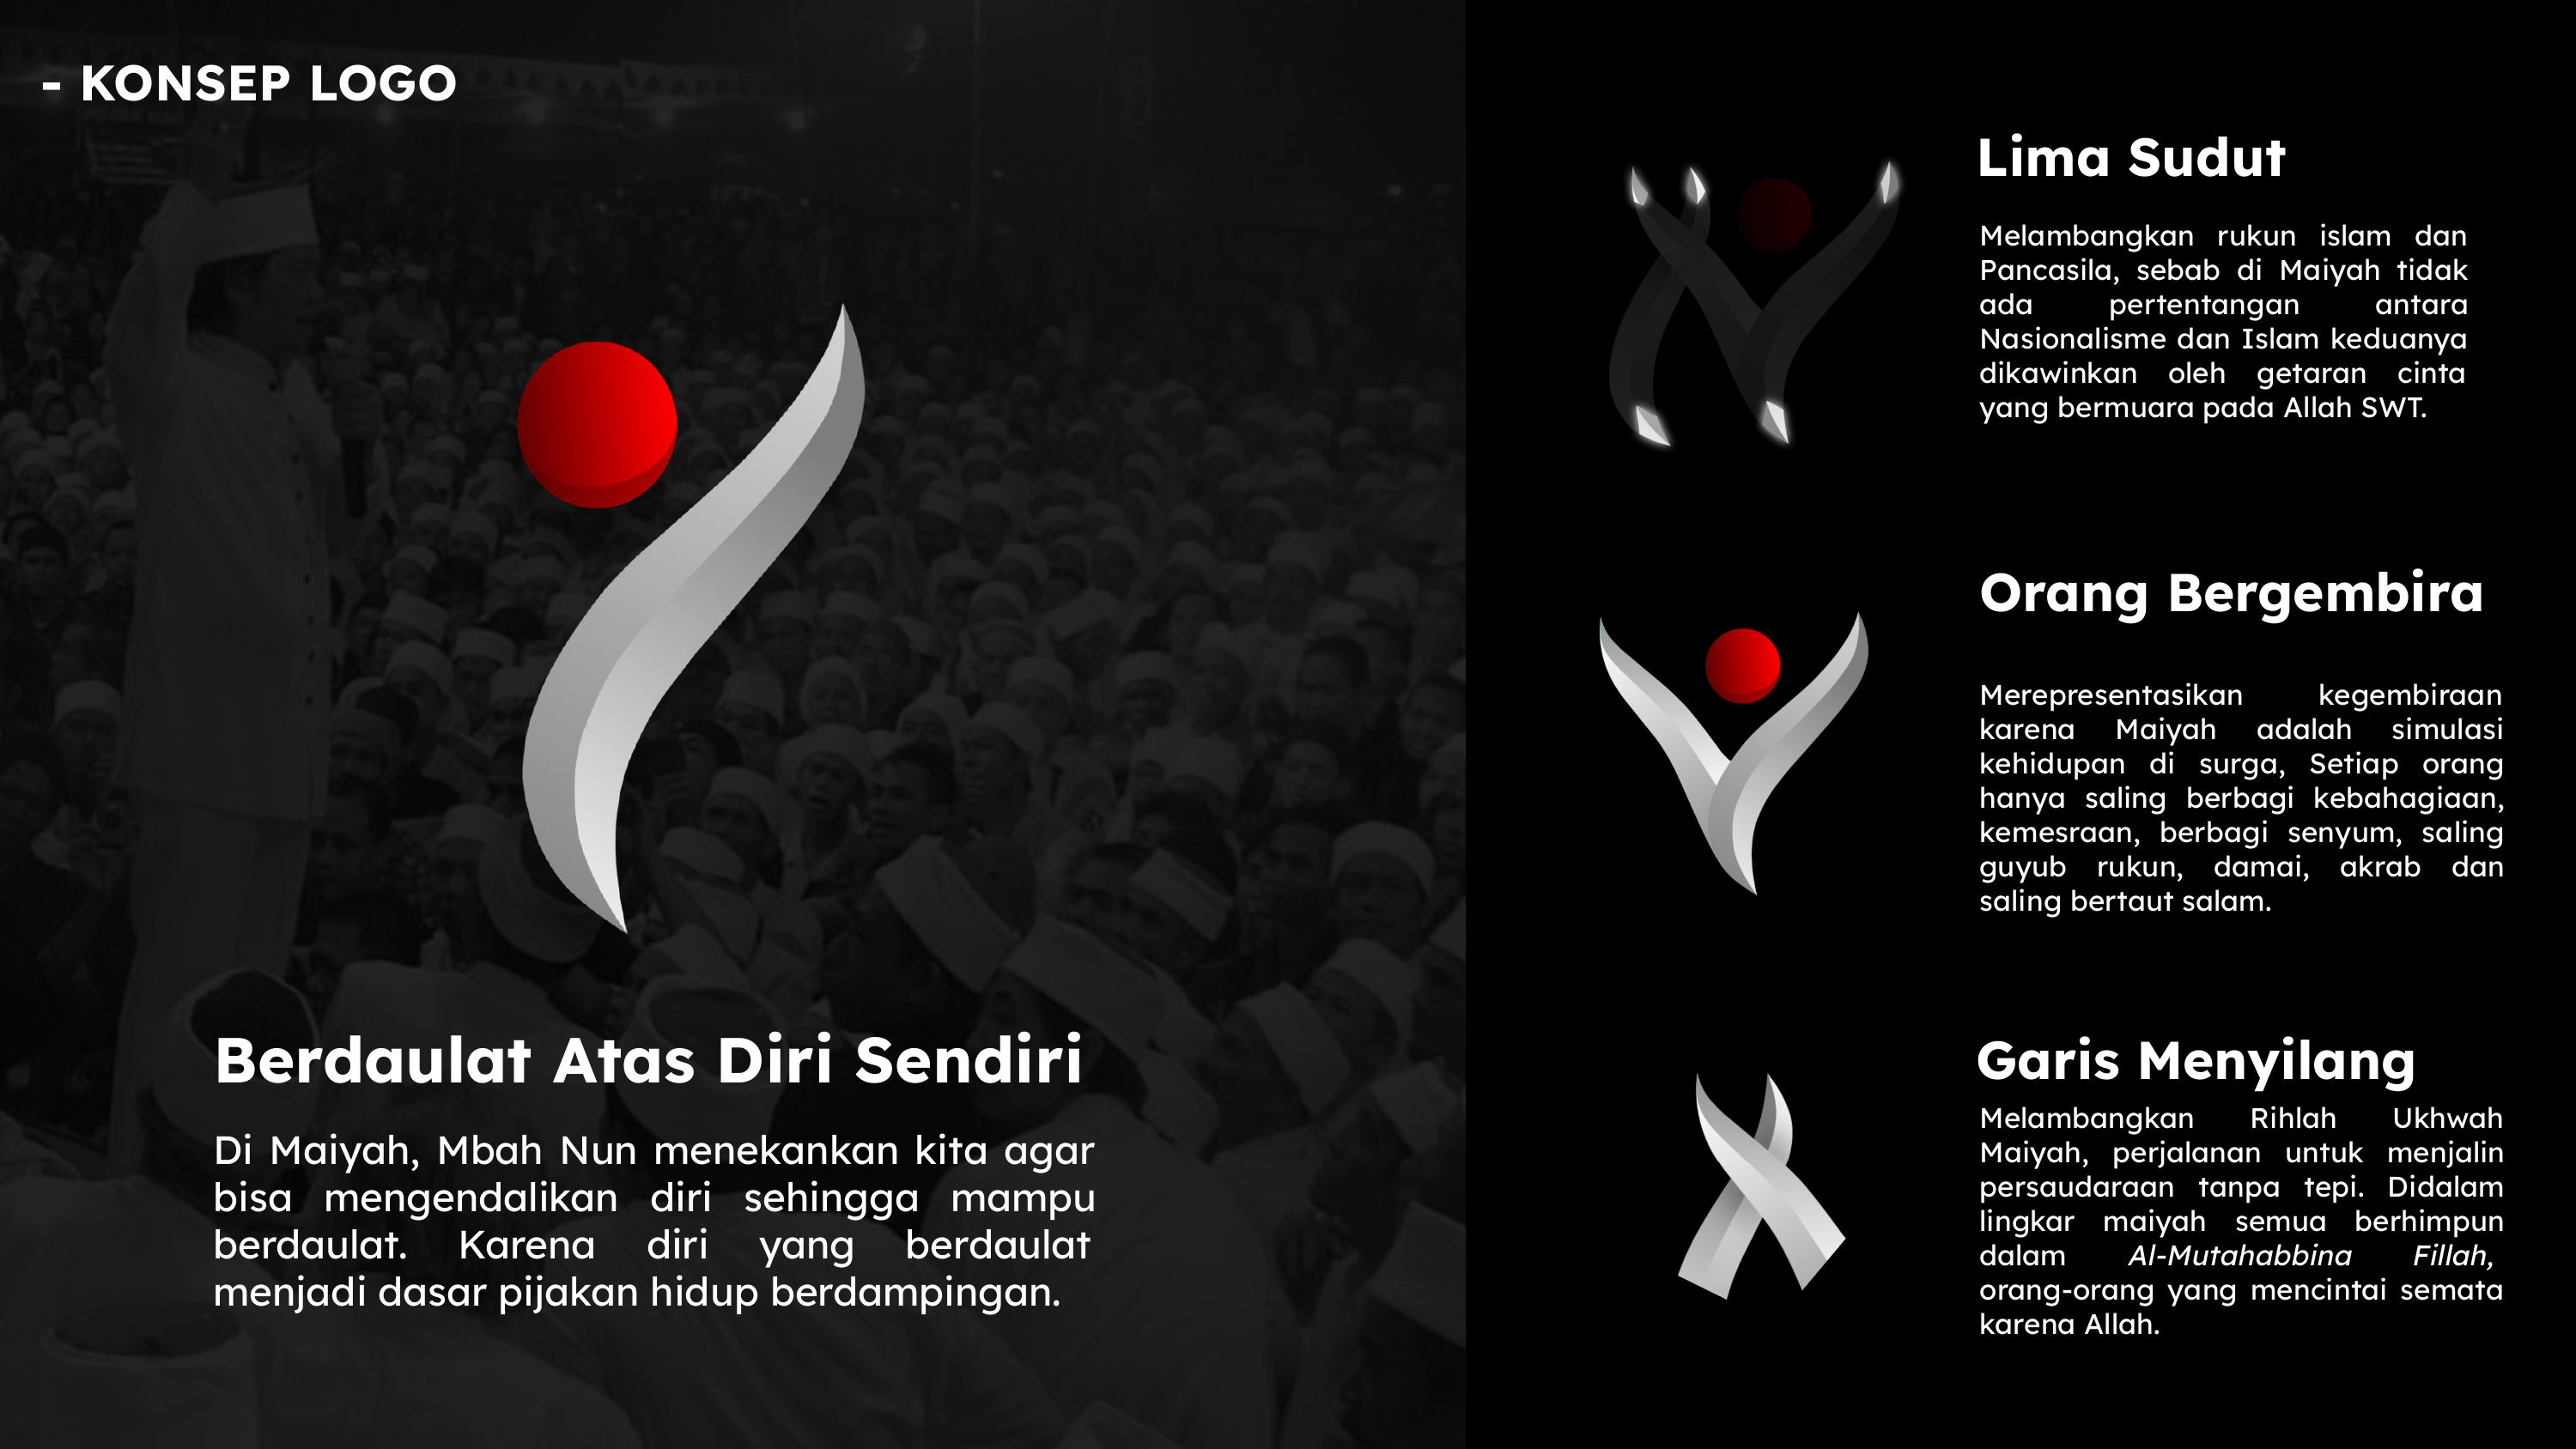 - KONSEP LOGO
Berdaulat Atas Diri Sendiri
Di Maiyah, Mbah Nun menekankan kita agar
bisa mengendalikan diri sehingga mampu
berdaulat. Karena diri yang berdaulat
menjadi dasar pijakan hidup berdampingan.
Lima Sudut
Melambangkan rukun islam dan
Pancasila, sebab di Maiyah tidak
ada pertentangan antara
Nasionalisme dan Islam keduanya
dikawinkan oleh getaran cinta
yang bermuara pada Allah SWT.
Orang Bergembira
Merepresentasikan kegembiraan
karena Maiyah adalah simulasi
kehidupan di surga, Setiap orang
hanya saling berbagi kebahagiaan,
kemesraan, berbagi senyum, saling
guyub rukun, damai, akrab dan
saling bertaut salam.
Garis Menyilang
Melambangkan Rihlah Ukhwah
Maiyah, perjalanan untuk menjalin
persaudaraan tanpa tepi. Didalam
lingkar maiyah semua berhimpun
dalam Al-Mutahabbina Fillah,
orang-orang yang mencintai semata
karena Allah.